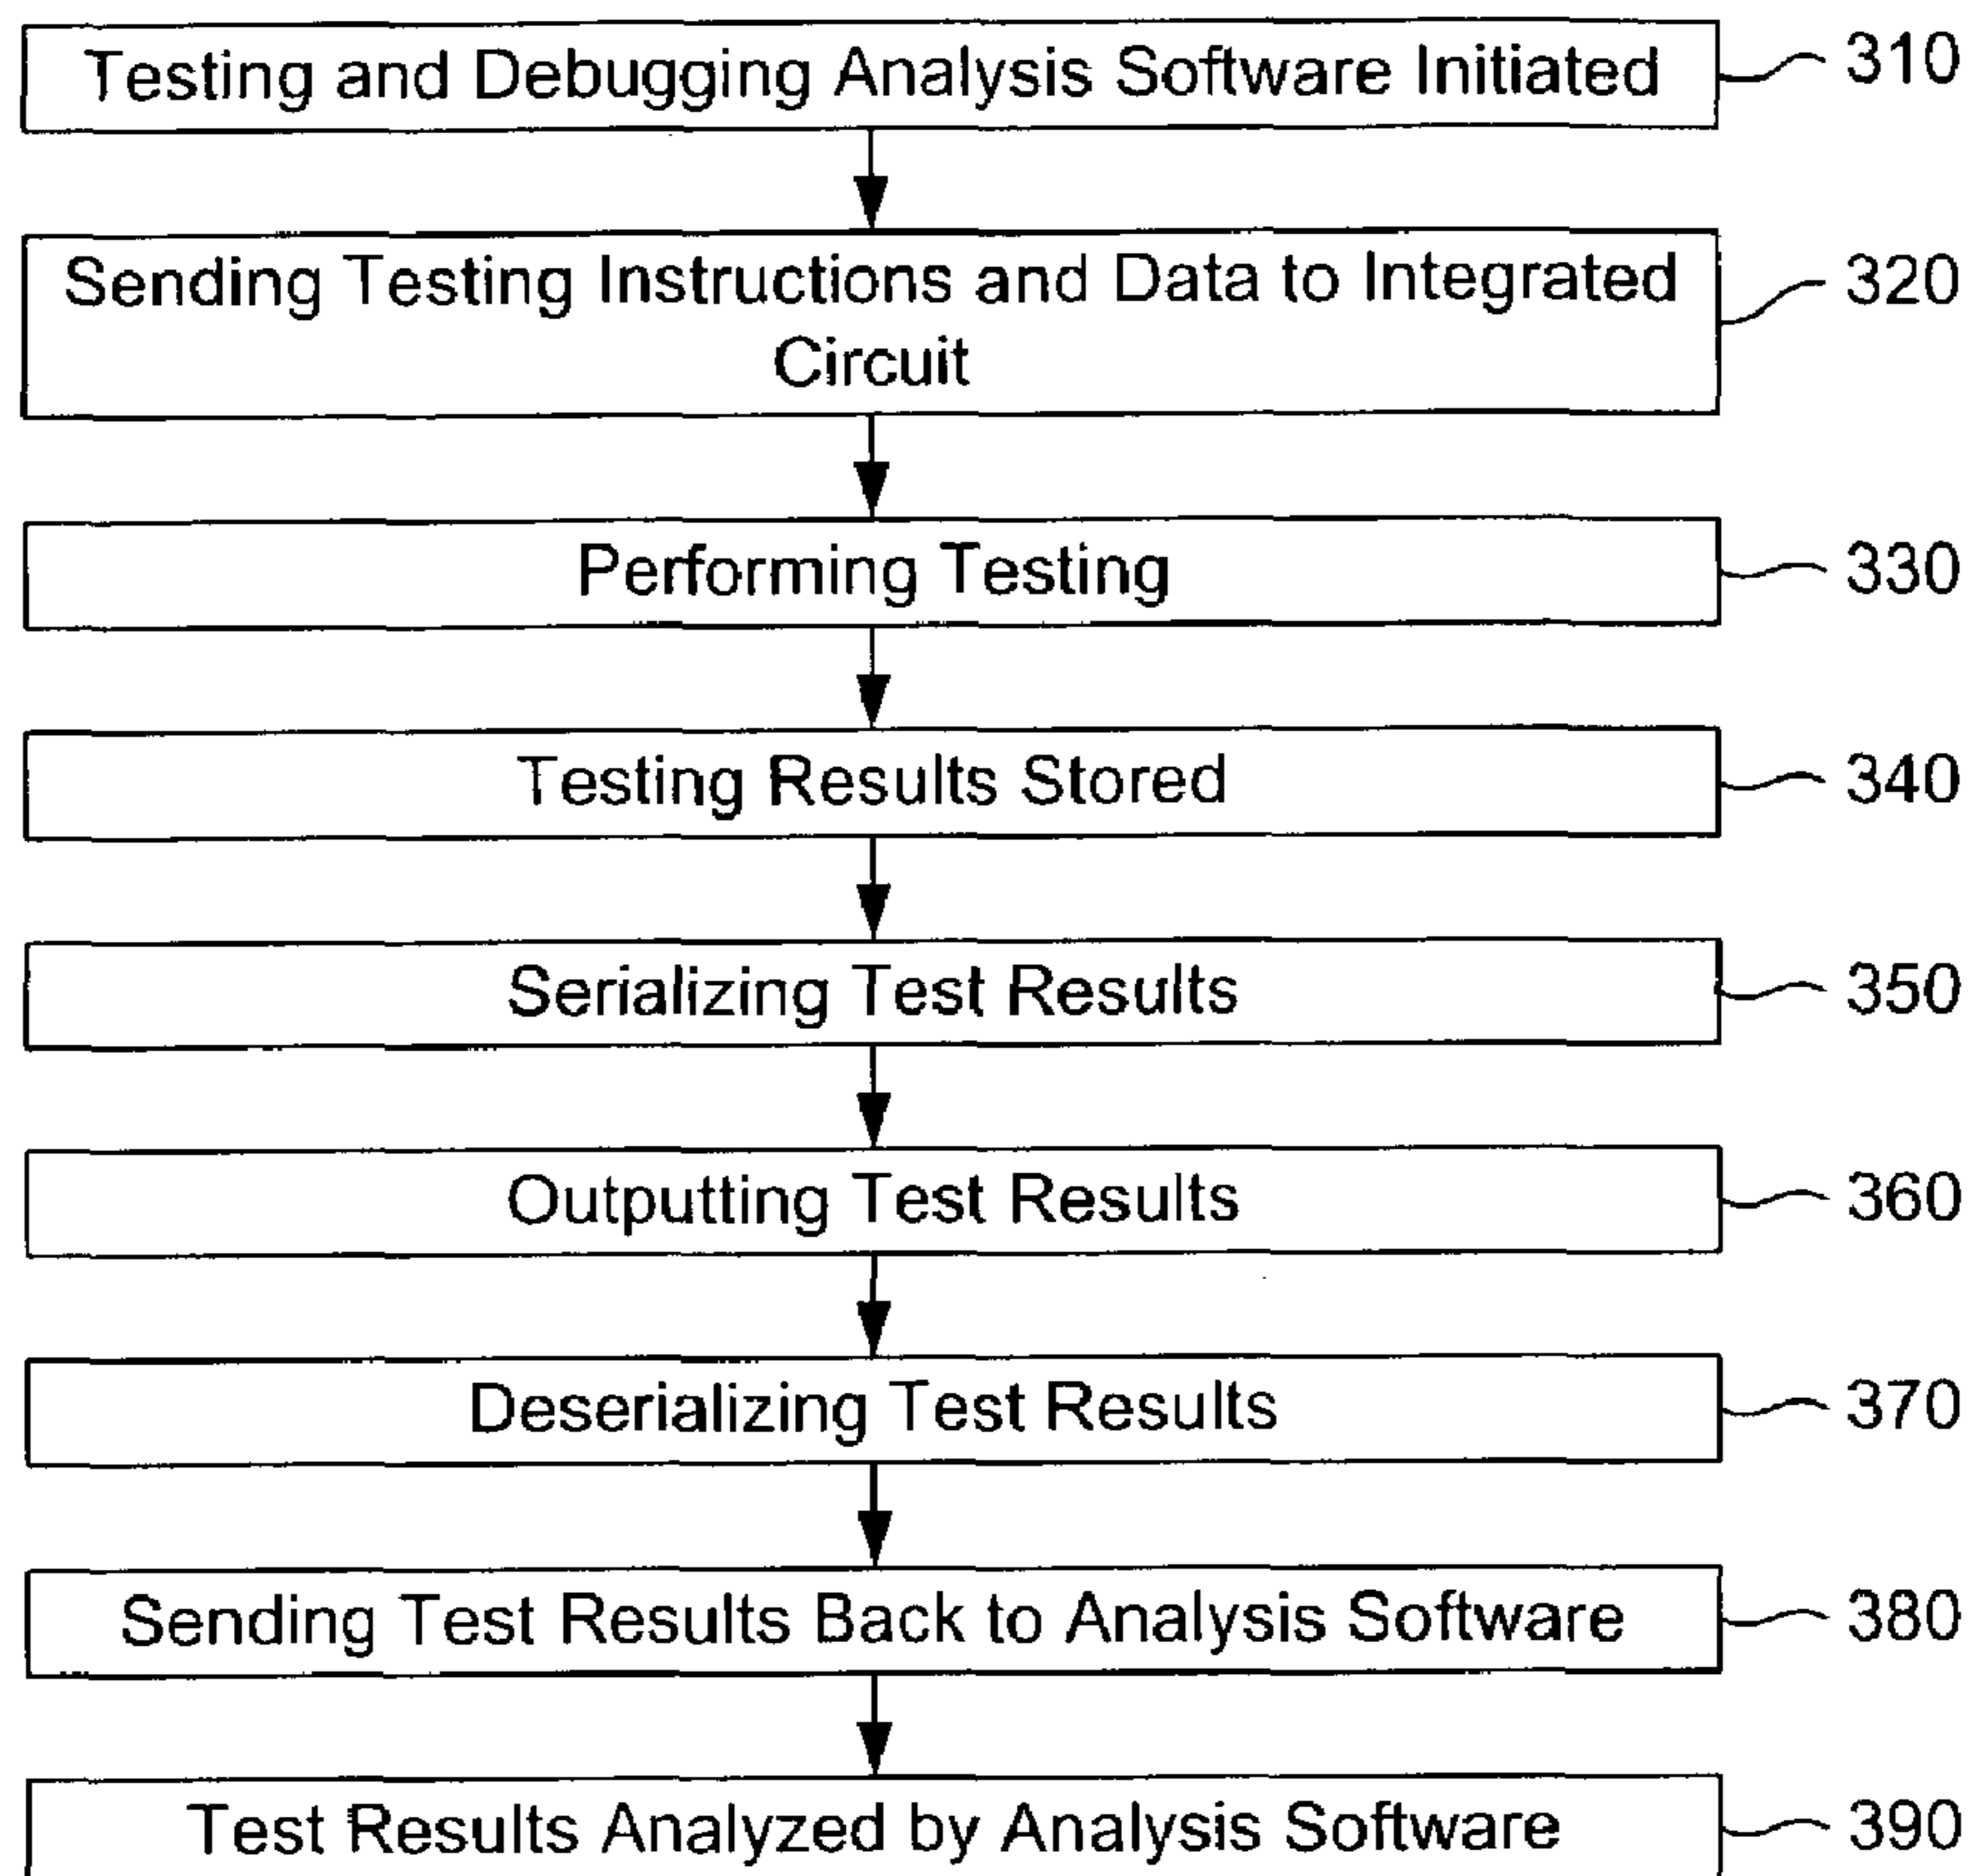 Testing and Debugging Analysis Software Initiated 310
Sending Testing Instructions and Data to Integrated 320
Circuit
Performing Testing 330
Testing Results Stored 340
Serializing Test Results 350
Outputting Test Results 360
Deserializing Test Results 370
Sending Test Results Back to Analysis Software 380
Test Results Analyzed by Analysis Software 390